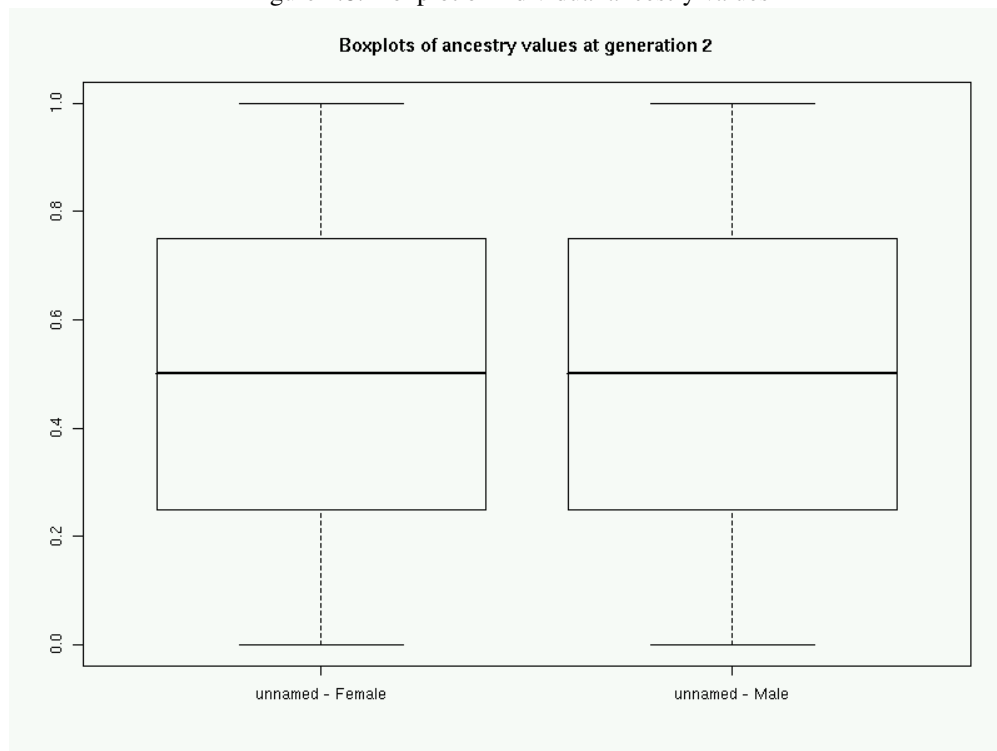 Boxplots of ancestry values at generation 2
1.0
0.8
0.6
0.4
0.2
0.0
unnamed - Female
unnamed - Male